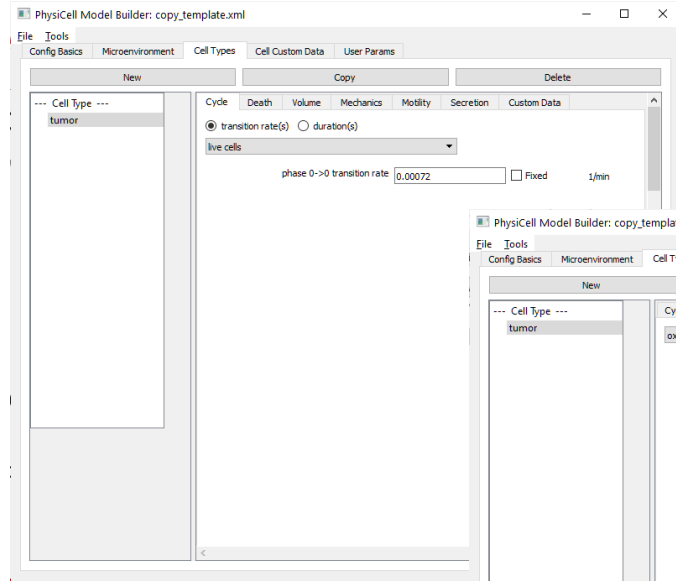 PhysiCell Model Builder: copy_template.xml
File Tools
Config Basics Microenvironment Cell Types Cell Custom Data User Params
New Copy Delete
--- Cell Type ---
tumor
Cycle Death Volume Mechanics Motility Secretion Custom Data
transition rate(s) duration(s)
live cells
phase 0->0 transition rate 0.00072 Fixed 1/min
PhysiCell Model Builder: copy_templa
File Tools
Config Basics Microenvironment Cell T
New
--- Cell Type ---
tumor
Cy
ox